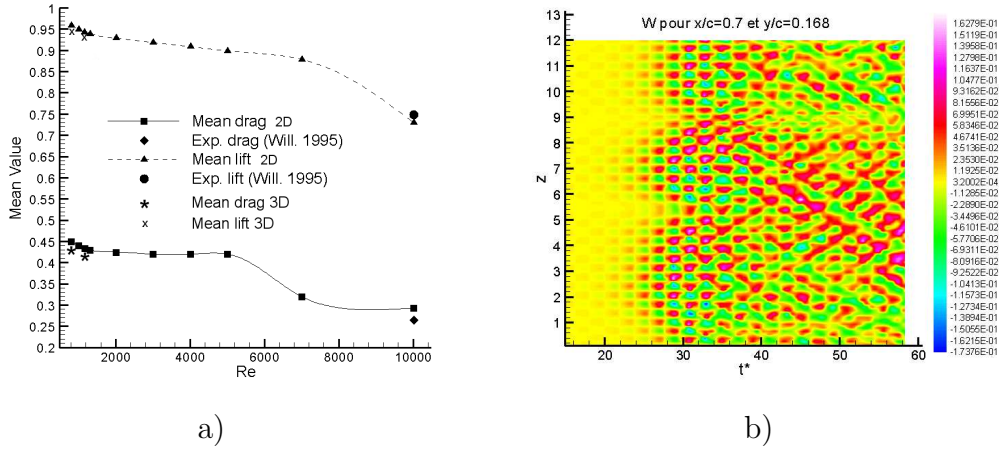 a)
1
0.95
0.9
0.85
0.8
0.75
0.7
0.65
0.6
0.55
0.5
0.45
0.4
0.35
0.3
0.25
0.2
Mean Value
Mean drag 2D
Exp. drag (Will. 1995)
Mean lift 2D
Exp. lift (Will. 1995)
Mean drag 3D
Mean lift 3D
2000 4000 6000 8000 10000
Re
a)
b)
W pour x/c=0.7 et y/c=0.168
13
12
11
10
9
8
7
6
5
4
3
2
1
z
20 30 40 50 60
t*
1.6279E-01
1.5119E-01
1.3958E-01
1.2798E-01
1.1637E-01
1.0477E-01
9.3162E-02
8.1556E-02
6.9951E-02
5.8346E-02
4.6741E-02
3.5136E-02
2.3530E-02
1.1925E-02
3.2002E-04
-1.1285E-02
-2.2890E-02
-3.4496E-02
-4.6101E-02
-5.7706E-02
-6.9311E-02
-8.0916E-02
-9.2522E-02
-1.0413E-01
-1.1573E-01
-1.2734E-01
-1.3894E-01
-1.5055E-01
-1.6215E-01
-1.7376E-01
b)